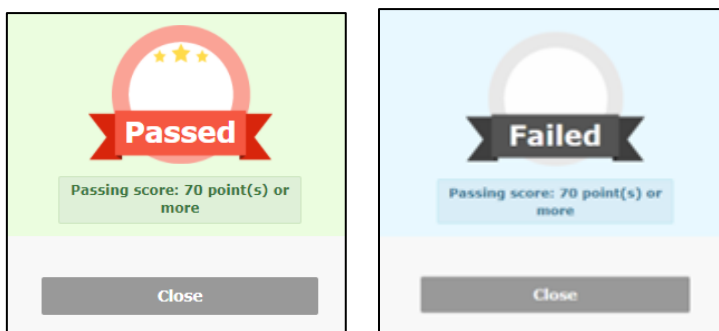 Passed
Passing score: 70 point(s) or
more
Close
Failed
Passing score: 70 point(s) or
more
Close